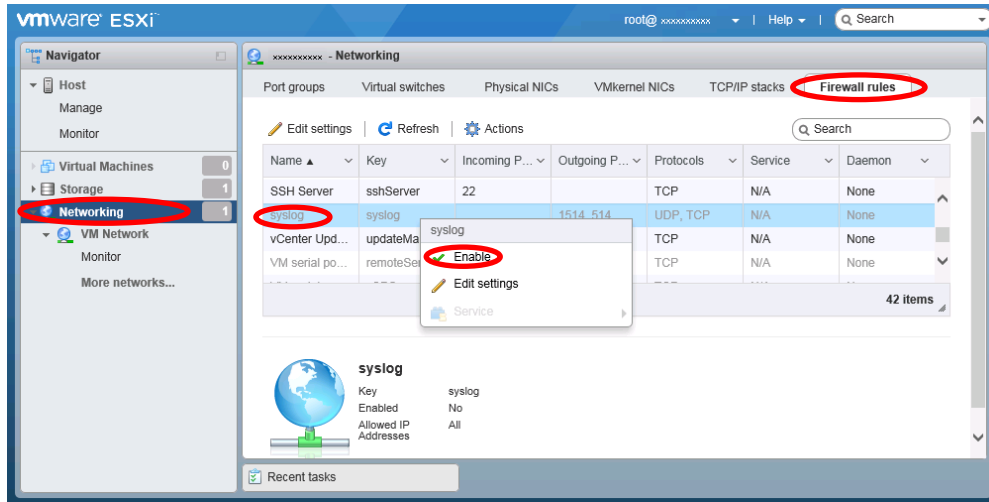 vmware ESXi
root@ xxxxxxxxxx | Help | Search
Navigator
Host
Manage
Monitor
Virtual Machines 0
Storage 1
Networking 1
VM Network
Monitor
More networks...
xxxxxxxxxx - Networking
Port groups Virtual switches Physical NICs VMkernel NICs TCP/IP stacks Firewall rules
Edit settings | Refresh | Actions Search
Name Key Incoming P... Outgoing P... Protocols Service Daemon
SSH Server sshServer 22 TCP N/A None
syslog syslog 1514, 514 UDP, TCP N/A None
vCenter Upd... updateMa TCP N/A None
VM serial po... remoteSer TCP N/A None
42 items
syslog
Enable
Edit settings
Service
syslog
Key syslog
Enabled No
Allowed IP Addresses All
Recent tasks